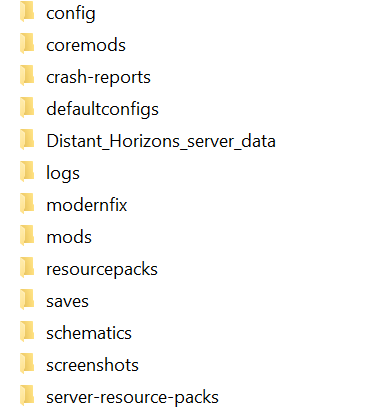 config
coremods
crash-reports
defaultconfigs
Distant_Horizons_server_data
logs
modernfix
mods
resourcepacks
saves
schematics
screenshots
server-resource-packs